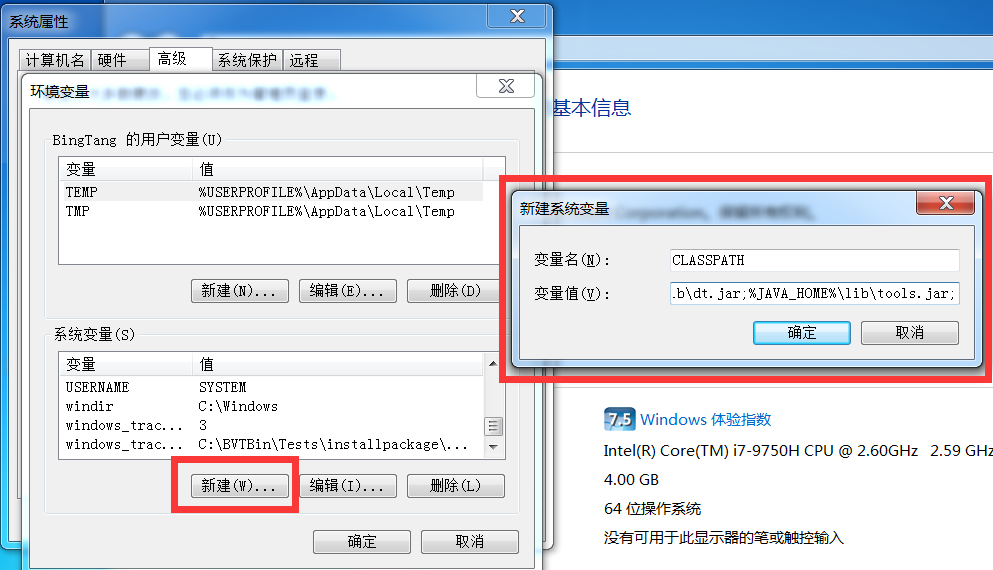 系统属性
计算机名 硬件 高级 系统保护 远程
环境变量
BingTang 的用户变量(U)
变量 值
TEMP %USERPROFILE%\AppData\Local\Temp
TMP %USERPROFILE%\AppData\Local\Temp
新建(N)... 编辑(E)... 删除(D)
系统变量(S)
变量 值
USERNAME SYSTEM
windir C:\Windows
windows_trac... 3
windows_trac... C:\BVTBin\Tests\installpackage\...
新建(W)... 编辑(I)... 删除(L)
确定 取消
基本信息
Corporation。保留所有权利。
新建系统变量
变量名(N): CLASSPATH
变量值(V): .b\dt.jar;%JAVA_HOME%\lib\tools.jar;
确定 取消
7.5 Windows 体验指数
Intel(R) Core(TM) i7-9750H CPU @ 2.60GHz 2.59 GHz
4.00 GB
64 位操作系统
没有可用于此显示器的笔或触控输入